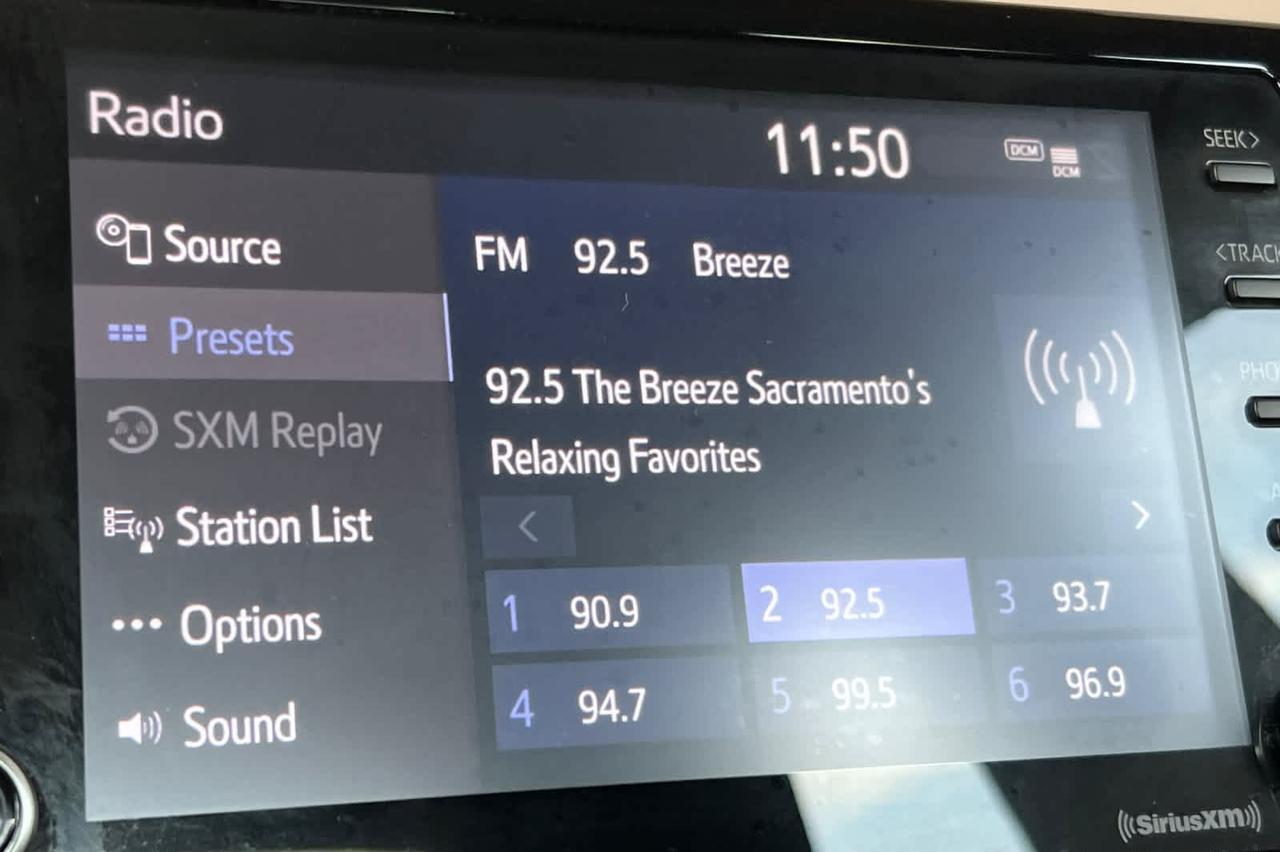 Radio
11:50
DCM
DCM
SEEK>
Source
FM 92.5 Breeze
<TRACK
Presets
92.5 The Breeze Sacramento's
Relaxing Favorites
SXM Replay
Station List
<
>
Options
1 90.9
2 92.5
3 93.7
Sound
4 94.7
5 99.5
6 96.9
SiriusXM